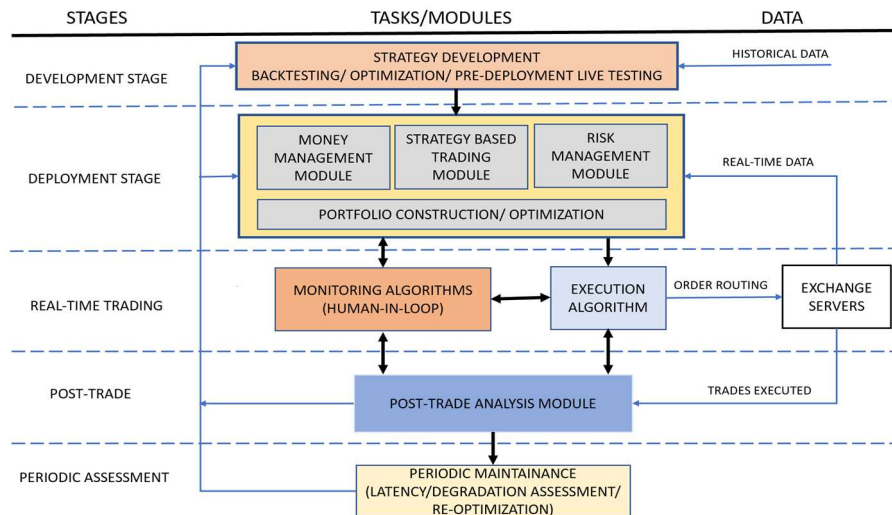 STAGES
TASKS/MODULES
DATA
DEVELOPMENT STAGE
STRATEGY DEVELOPMENT
BACKTESTING/ OPTIMIZATION/ PRE-DEPLOYMENT LIVE TESTING
HISTORICAL DATA
DEPLOYMENT STAGE
MONEY
MANAGEMENT
MODULE
STRATEGY BASED
TRADING
MODULE
RISK
MANAGEMENT
MODULE
PORTFOLIO CONSTRUCTION/ OPTIMIZATION
REAL-TIME DATA
REAL-TIME TRADING
MONITORING ALGORITHMS
(HUMAN-IN-LOOP)
EXECUTION
ALGORITHM
ORDER ROUTING
EXCHANGE
SERVERS
POST-TRADE
POST-TRADE ANALYSIS MODULE
TRADES EXECUTED
PERIODIC ASSESSMENT
PERIODIC MAINTAINANCE
(LATENCY/DEGRADATION ASSESSMENT/
RE-OPTIMIZATION)